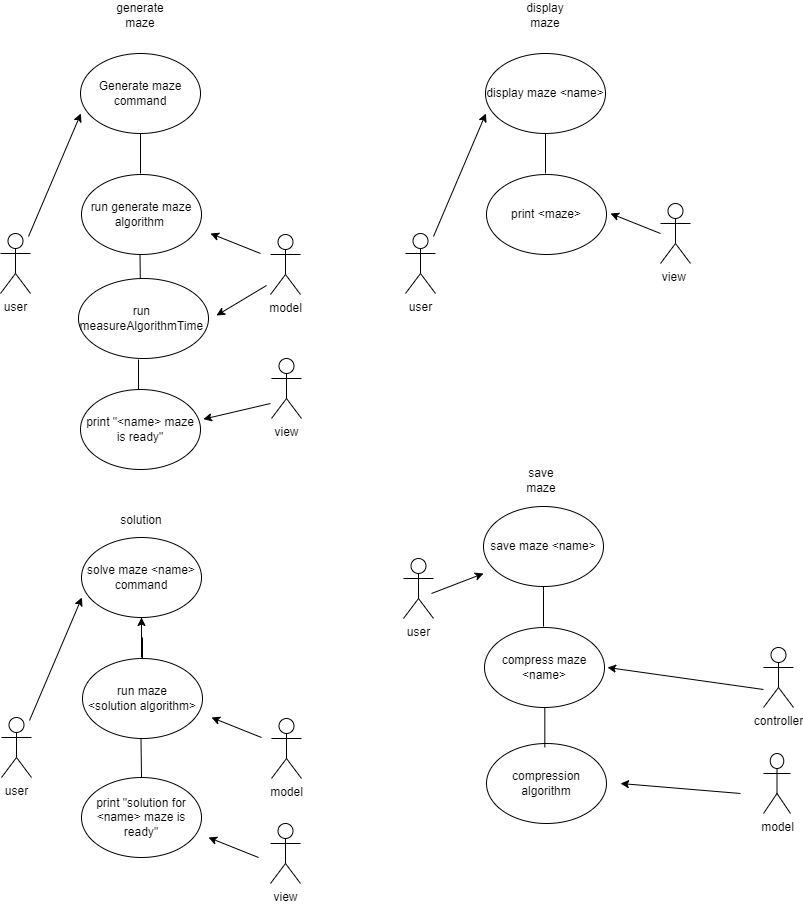 generate
maze
Generate maze
command
run generate maze
algorithm
user
model
run
measureAlgorithmTime
print "<name> maze
is ready"
view
display
maze
display maze <name>
print <maze>
user
view
solution
solve maze <name>
command
run maze
<solution algorithm>
user
model
print "solution for
<name> maze is
ready"
view
save
maze
save maze <name>
user
compress maze
<name>
controller
compression
algorithm
model